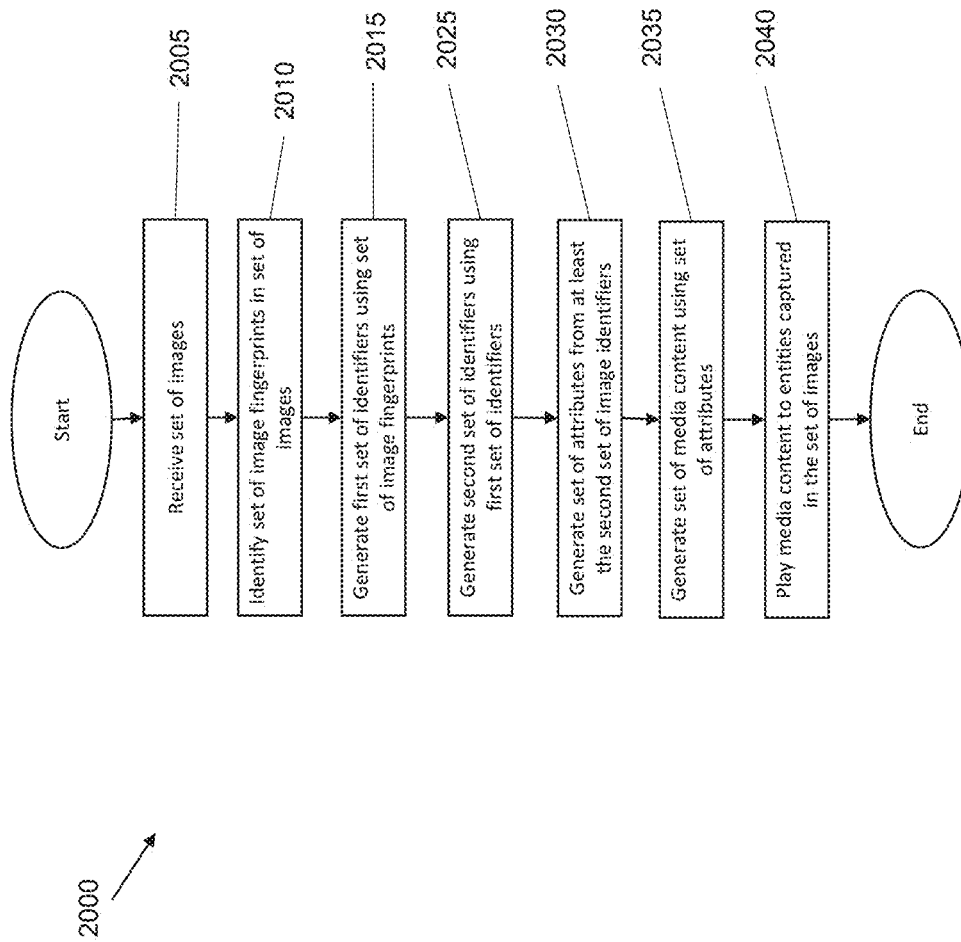 2000
Start
Receive set of images
2005
Identify set of image fingerprints in set of
images
2010
Generate first set of identifiers using set
of image fingerprints
2015
Generate second set of identifiers using
first set of identifiers
2025
Generate set of attributes from at least
the second set of image identifiers
2030
Generate set of media content using set
of attributes
2035
Play media content to entities captured
in the set of images
2040
End